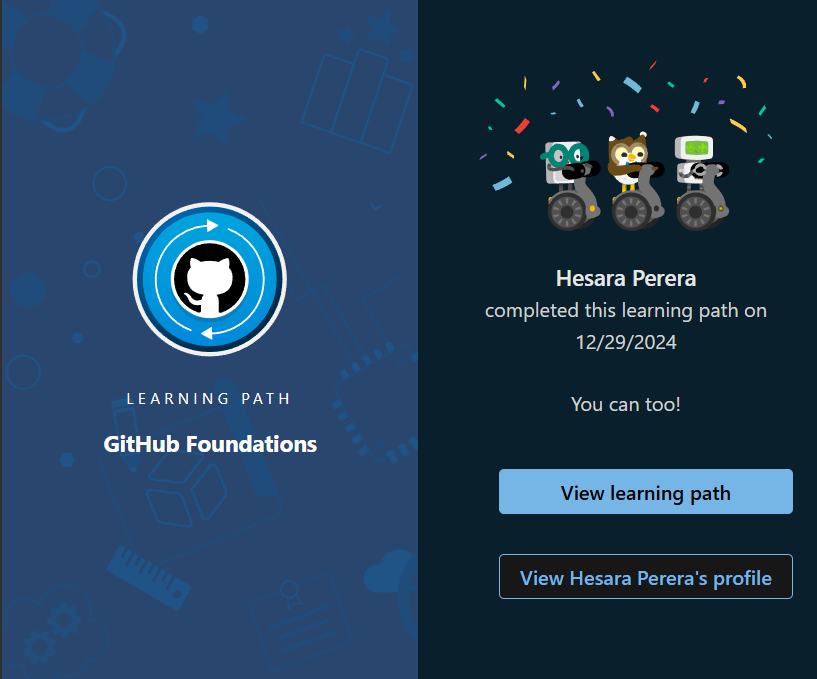 LEARNING PATH
GitHub Foundations
Hesara Perera
completed this learning path on
12/29/2024
You can too!
View learning path
View Hesara Perera's profile